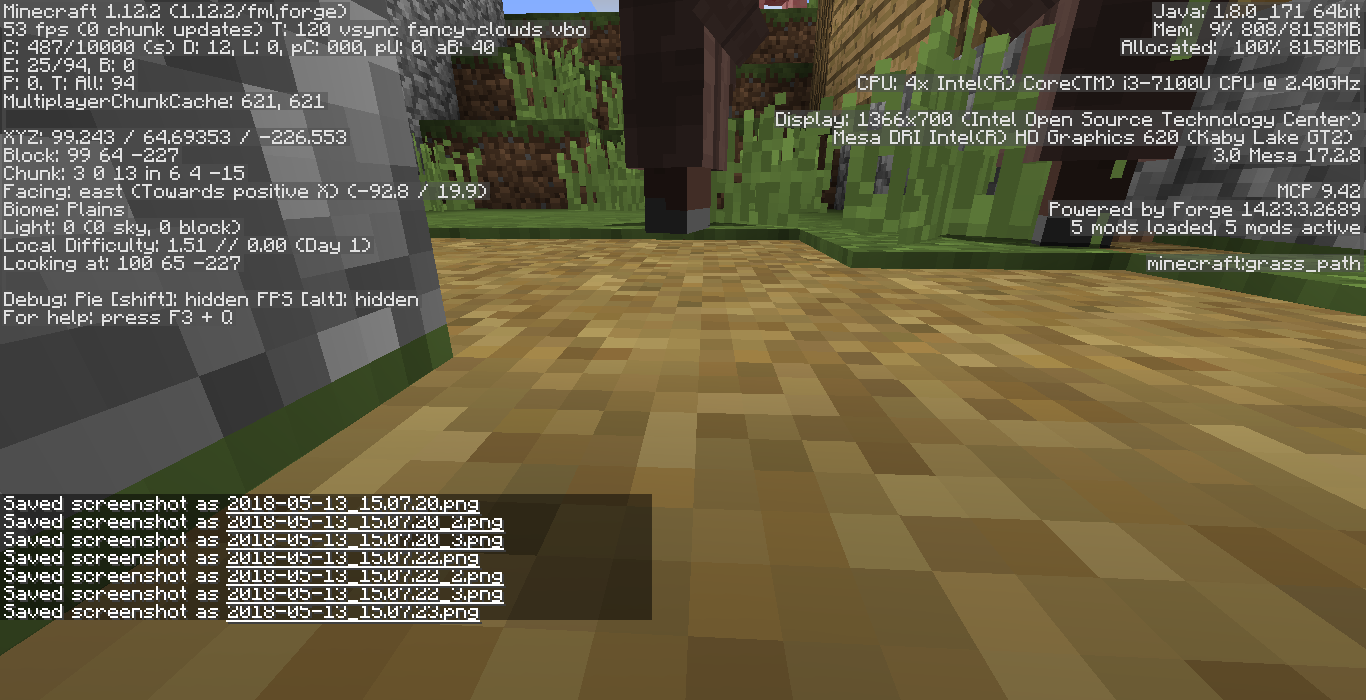 Minecraft 1.12.2 (1.12.2/fml,forge)
53 fps (0 chunk updates) T: 120 vsync fancy-clouds vbo
C: 487/10000 (s) D: 12, L: 0, pC: 000, pU: 0, aB: 40
E: 25/94, B: 0
P: 0. T: All: 94
MultiplayerChunkCache: 621, 621
XYZ: 99.243 / 64.69353 / -226.553
Block: 99 64 -227
Chunk: 3 0 13 in 6 4 -15
Facing: east (Towards positive X) (-92.8 / 19.9)
Biome: Plains
Light: 0 (0 sky, 0 block)
Local Difficulty: 1.51 // 0.00 (Day 1)
Looking at: 100 65 -227
Debug: Pie [shift]: hidden FPS [alt]: hidden
For help: press F3 + Q
Java: 1.8.0_171 64bit
Mem: 9% 808/8158MB
Allocated: 100% 8158MB
CPU: 4x Intel(R) Core(TM) i3-7100U CPU @ 2.40GHz
Display: 1366x700 (Intel Open Source Technology Center)
Mesa DRI Intel(R) HD Graphics 620 (Kaby Lake GT2)
3.0 Mesa 17.2.8
MCP 9.42
Powered by Forge 14.23.3.2689
5 mods loaded, 5 mods active
minecraft:grass_path
Saved screenshot as 2018-05-13_15.07.20.png
Saved screenshot as 2018-05-13_15.07.20_2.png
Saved screenshot as 2018-05-13_15.07.20_3.png
Saved screenshot as 2018-05-13_15.07.22.png
Saved screenshot as 2018-05-13_15.07.22_2.png
Saved screenshot as 2018-05-13_15.07.22_3.png
Saved screenshot as 2018-05-13_15.07.23.png